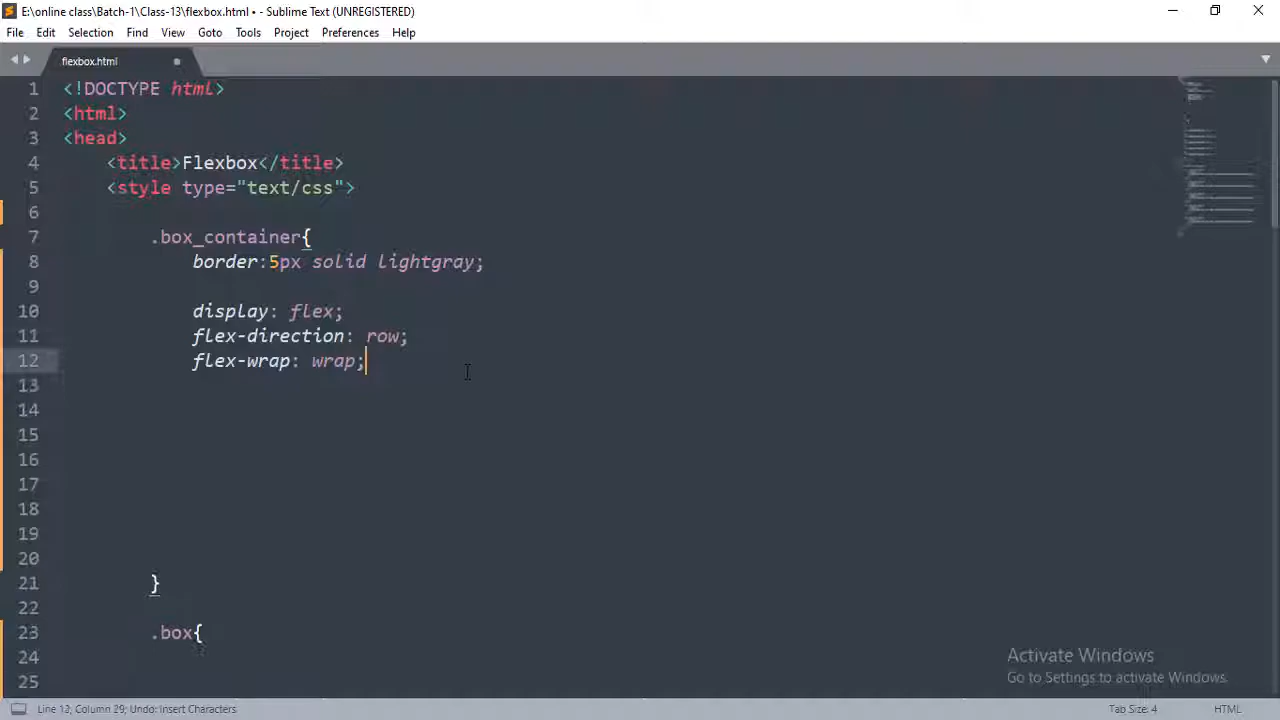 E:\online class\Batch-1\Class-13\flexbox.html • - Sublime Text (UNREGISTERED)
File Edit Selection Find View Goto Tools Project Preferences Help
flexbox.html
1 <!DOCTYPE html>
2 <html>
3 <head>
4 <title>Flexbox</title>
5 <style type="text/css">
6
7 .box_container{
8 border:5px solid lightgray;
9
10 display: flex;
11 flex-direction: row;
12 flex-wrap: wrap;
13
14
15
16
17
18
19
20
21 }
22
23 .box{
24
25
Activate Windows
Go to Settings to activate Windows.
Line 12, Column 29; Undo: Insert Characters Tab Size: 4 HTML